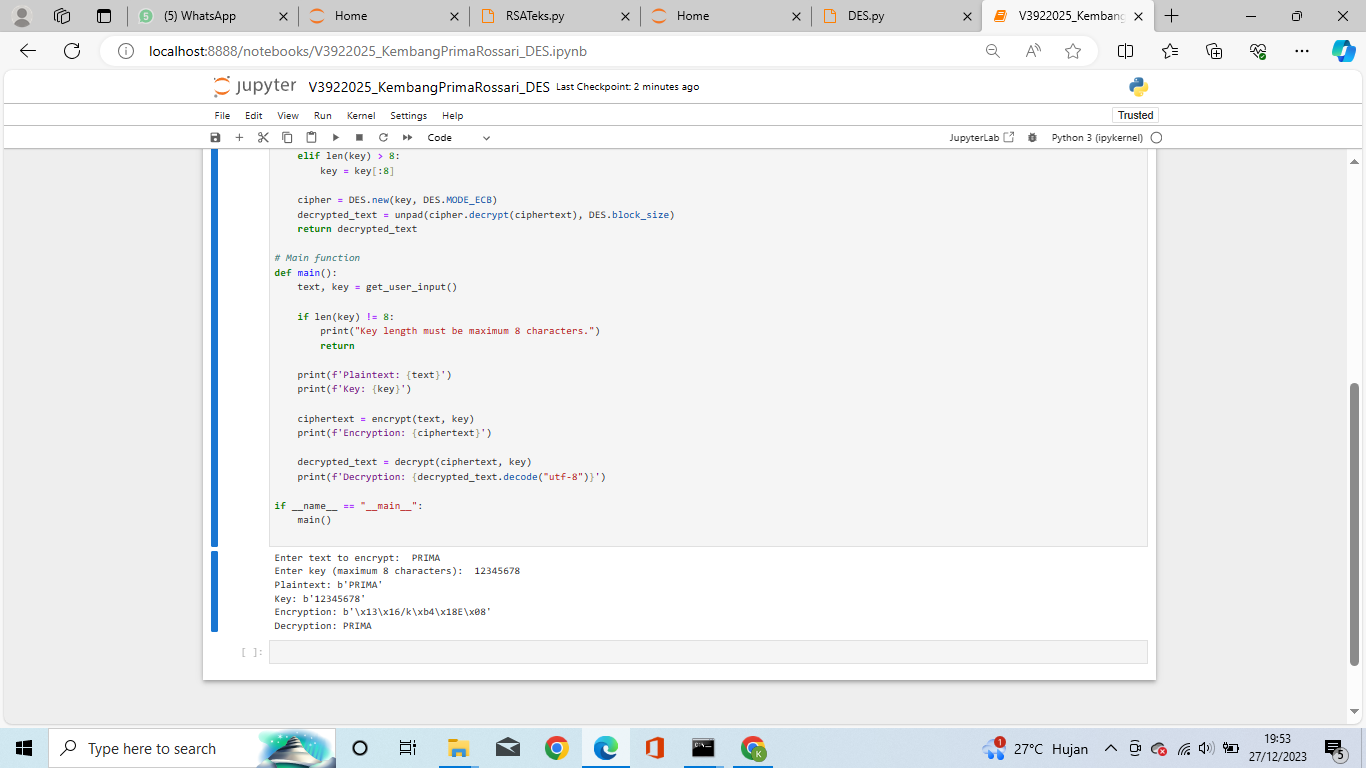 (5) WhatsApp
Home
RSATeks.py
Home
DES.py
V3922025_Kembang
localhost:8888/notebooks/V3922025_KembangPrimaRossari_DES.ipynb
jupyter V3922025_KembangPrimaRossari_DES Last Checkpoint: 2 minutes ago
File Edit View Run Kernel Settings Help
Trusted
Code
JupyterLab
Python 3 (ipykernel)
elif len(key) > 8:
key = key[:8]
cipher = DES.new(key, DES.MODE_ECB)
decrypted_text = unpad(cipher.decrypt(ciphertext), DES.block_size)
return decrypted_text
# Main function
def main():
text, key = get_user_input()
if len(key) != 8:
print("Key length must be maximum 8 characters.")
return
print(f'Plaintext: {text}')
print(f'Key: {key}')
ciphertext = encrypt(text, key)
print(f'Encryption: {ciphertext}')
decrypted_text = decrypt(ciphertext, key)
print(f'Decryption: {decrypted_text.decode("utf-8")}')
if __name__ == "__main__":
main()
Enter text to encrypt:  PRIMA
Enter key (maximum 8 characters):  12345678
Plaintext: b'PRIMA'
Key: b'12345678'
Encryption: b'\x13\x16/k\xb4\x18E\x08'
Decryption: PRIMA
[ ]:
Type here to search
27°C Hujan
19:53
27/12/2023